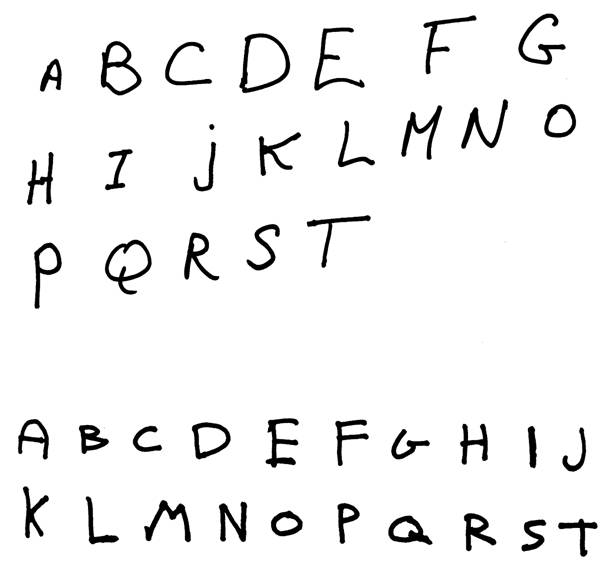 A B C D E F G
H I j K L M N O
P Q R S T
A B C D E F G H I J
K L M N O P Q R S T